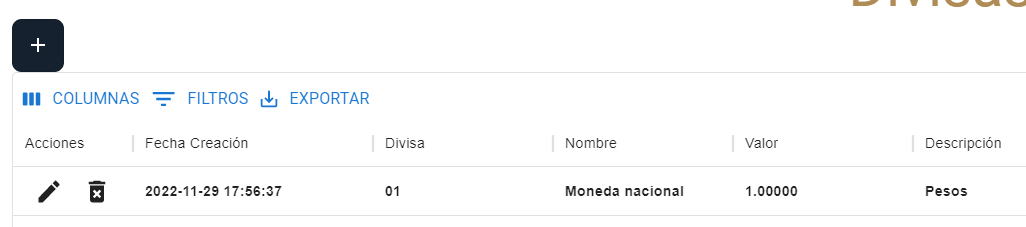 Divisas
+
COLUMNAS FILTROS EXPORTAR
Acciones Fecha Creación Divisa Nombre Valor Descripción
2022-11-29 17:56:37 01 Moneda nacional 1.00000 Pesos